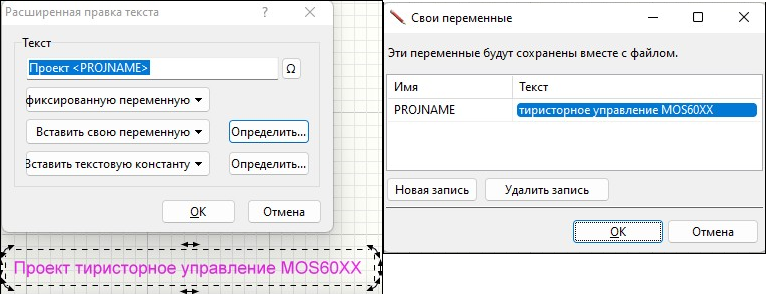 Расширенная правка текста
Текст
Проект <PROJNAME>
Ω
фиксированную переменную
Вставить свою переменную
Определить...
Вставить текстовую константу
Определить...
OK
Отмена
Проект тиристорное управление MOS60XX
Свои переменные
Эти переменные будут сохранены вместе с файлом.
Имя Текст
PROJNAME тиристорное управление MOS60XX
Новая запись
Удалить запись
OK
Отмена